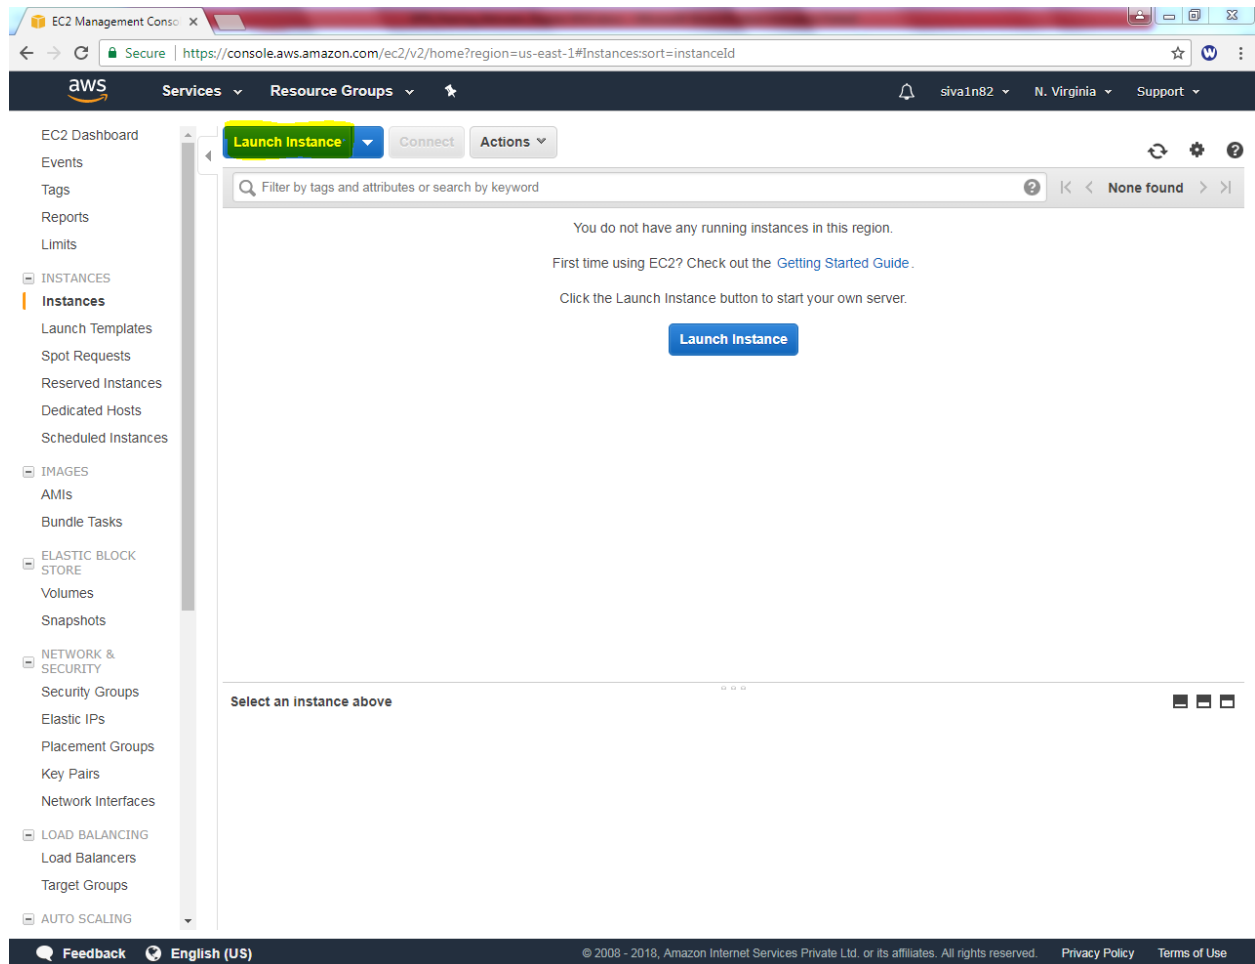 EC2 Management Conso
Secure | https://console.aws.amazon.com/ec2/v2/home?region=us-east-1#Instances:sort=instanceId
aws Services Resource Groups siva1n82 N. Virginia Support
EC2 Dashboard
Events
Tags
Reports
Limits
INSTANCES
Instances
Launch Templates
Spot Requests
Reserved Instances
Dedicated Hosts
Scheduled Instances
IMAGES
AMIs
Bundle Tasks
ELASTIC BLOCK
STORE
Volumes
Snapshots
NETWORK &
SECURITY
Security Groups
Elastic IPs
Placement Groups
Key Pairs
Network Interfaces
LOAD BALANCING
Load Balancers
Target Groups
AUTO SCALING
Launch Instance Connect Actions
Filter by tags and attributes or search by keyword None found
You do not have any running instances in this region.
First time using EC2? Check out the Getting Started Guide.
Click the Launch Instance button to start your own server.
Launch Instance
Select an instance above
Feedback English (US) © 2008 - 2018, Amazon Internet Services Private Ltd. or its affiliates. All rights reserved. Privacy Policy Terms of Use